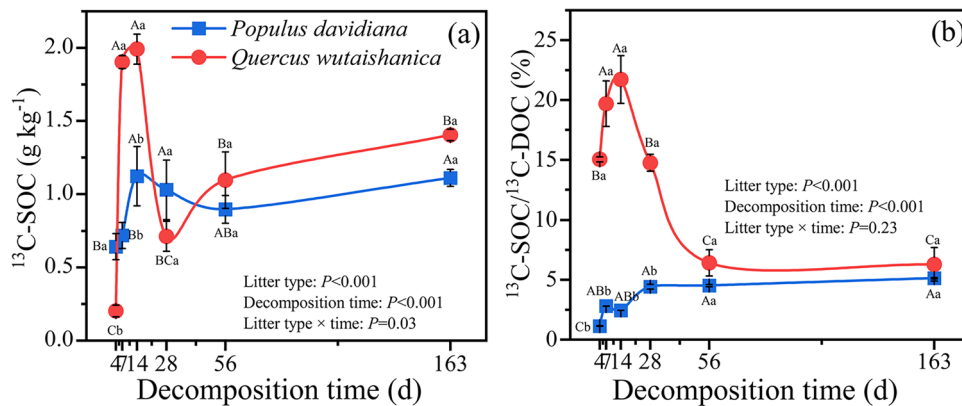 (a)
Populus davidiana
Quercus wutaishanica
¹³C-SOC (g kg⁻¹)
2.0
1.5
1.0
0.5
0.0
Aa
Aa
Ab
Aa
Ba
Ba
Aa
Ba
Bb
BCa
ABa
Cb
Litter type: P<0.001
Decomposition time: P<0.001
Litter type × time: P=0.03
4 7 14 28 56 163
Decomposition time (d)
(b)
¹³C-SOC/¹³C-DOC (%)
25
20
15
10
5
0
Aa
Aa
Ba
Ba
Ca
Ca
Cb
ABb
ABb
Ab
Aa
Aa
Litter type: P<0.001
Decomposition time: P<0.001
Litter type × time: P=0.23
4 7 14 28 56 163
Decomposition time (d)